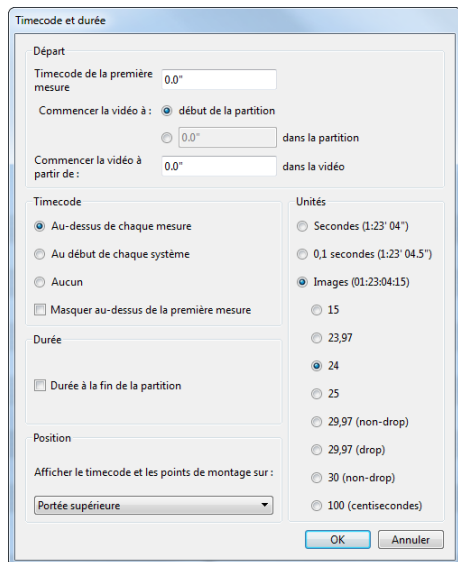 Timecode et durée
Départ
Timecode de la première
mesure
0.0"
Commencer la vidéo à :
début de la partition
0.0"
dans la partition
Commencer la vidéo à
partir de :
0.0"
dans la vidéo
Timecode
Au-dessus de chaque mesure
Au début de chaque système
Aucun
Masquer au-dessus de la première mesure
Durée
Durée à la fin de la partition
Position
Afficher le timecode et les points de montage sur :
Portée supérieure
Unités
Secondes (1:23' 04")
0,1 secondes (1:23' 04.5")
Images (01:23:04:15)
15
23,97
24
25
29,97 (non-drop)
29,97 (drop)
30 (non-drop)
100 (centisecondes)
OK
Annuler